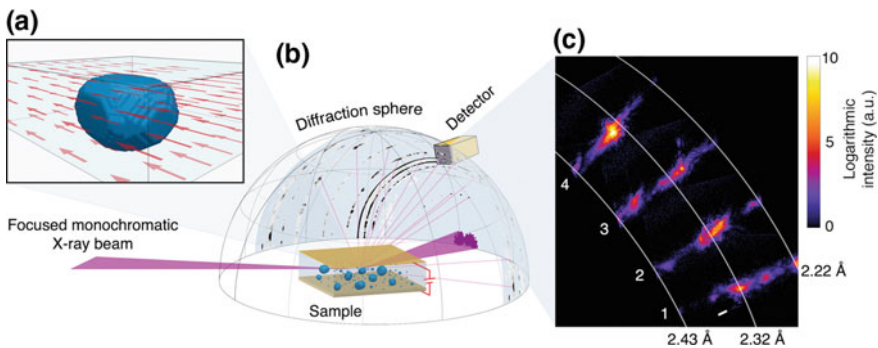 (a)
(b)
(c)
Diffraction sphere
Detector
Focused monochromatic
X-ray beam
Sample
4
3
2
1
2.43 Å
2.32 Å
2.22 Å
10
5
0
Logarithmic
intensity (a.u.)